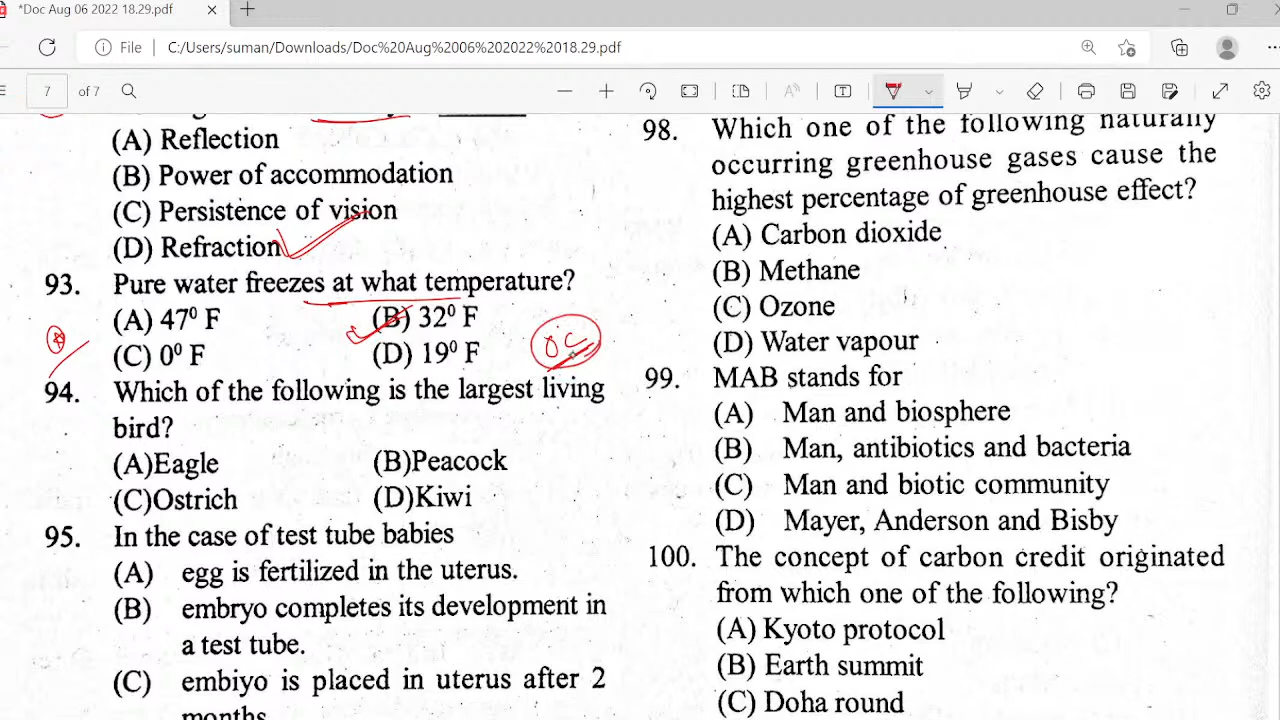 *Doc Aug 06 2022 18.29.pdf
File C:/Users/suman/Downloads/Doc%20Aug%2006%202022%2018.29.pdf
7 of 7
(A) Reflection
(B) Power of accommodation
(C) Persistence of vision
(D) Refraction
93. Pure water freezes at what temperature?
(A) 47⁰ F (B) 32⁰ F
(C) 0⁰ F (D) 19⁰ F
0°C
94. Which of the following is the largest living
bird?
(A)Eagle (B)Peacock
(C)Ostrich (D)Kiwi
95. In the case of test tube babies
(A) egg is fertilized in the uterus.
(B) embryo completes its development in
a test tube.
(C) embiyo is placed in uterus after 2
months.
98. Which one of the following naturally
occurring greenhouse gases cause the
highest percentage of greenhouse effect?
(A) Carbon dioxide
(B) Methane
(C) Ozone
(D) Water vapour
99. MAB stands for
(A) Man and biosphere
(B) Man, antibiotics and bacteria
(C) Man and biotic community
(D) Mayer, Anderson and Bisby
100. The concept of carbon credit originated
from which one of the following?
(A) Kyoto protocol
(B) Earth summit
(C) Doha round